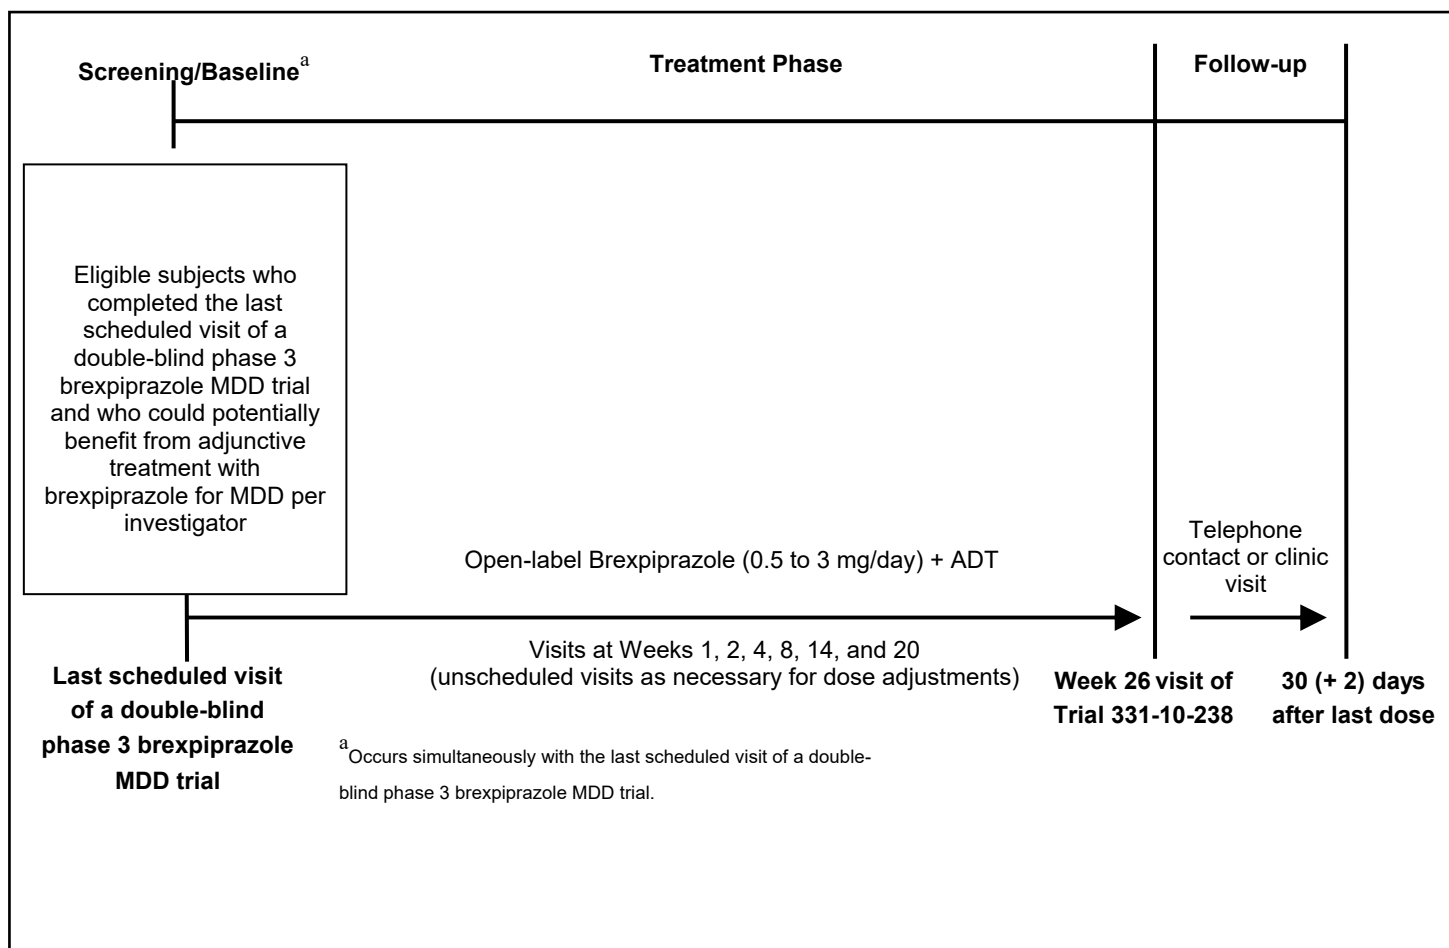 Screening/Baselineᵃ
Treatment Phase
Follow-up
Eligible subjects who
completed the last
scheduled visit of a
double-blind phase 3
brexpiprazole MDD trial
and who could potentially
benefit from adjunctive
treatment with
brexpiprazole for MDD per
investigator
Open-label Brexpiprazole (0.5 to 3 mg/day) + ADT
Telephone
contact or clinic
visit
Visits at Weeks 1, 2, 4, 8, 14, and 20
(unscheduled visits as necessary for dose adjustments)
Last scheduled visit
of a double-blind
phase 3 brexpiprazole
MDD trial
Week 26 visit of
Trial 331-10-238
30 (+ 2) days
after last dose
ᵃOccurs simultaneously with the last scheduled visit of a double-
blind phase 3 brexpiprazole MDD trial.